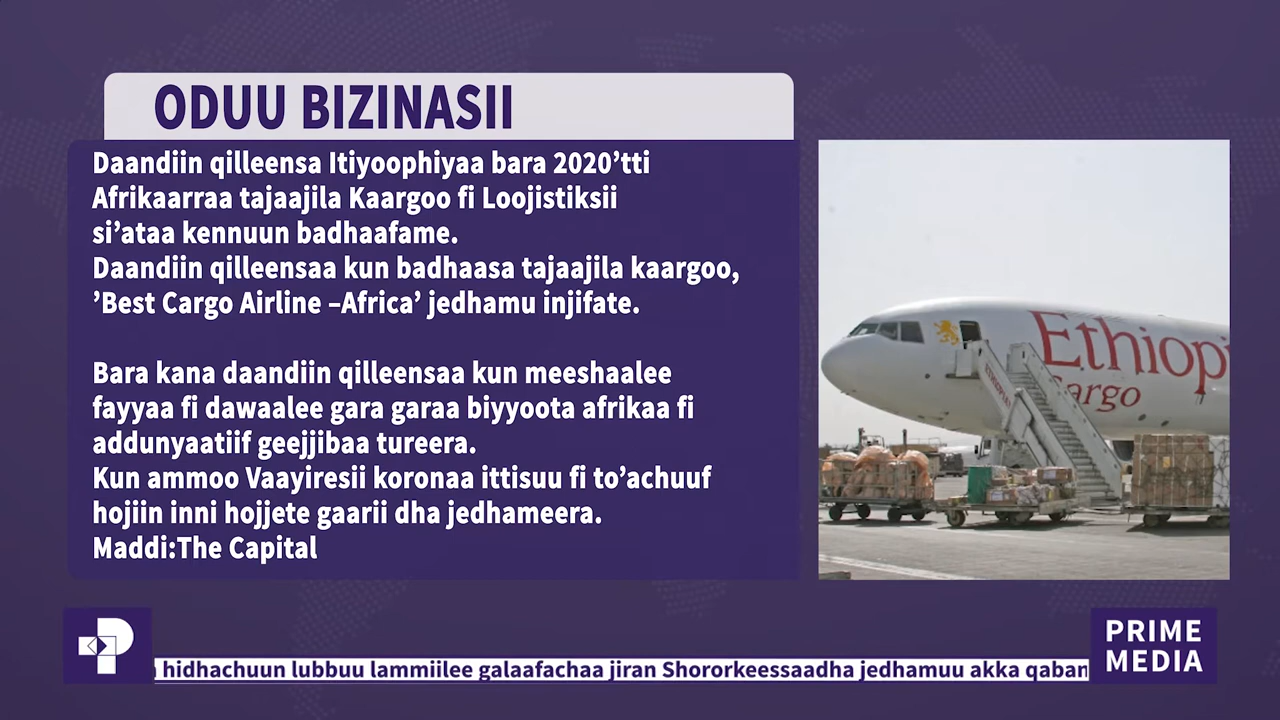 ODUU BIZINASII
Daandiin qilleensa Itiyoophiyaa bara 2020’tti
Afrikaarraa tajaajila Kaargoo fi Loojistiksii
si’ataa kennuun badhaafame.
Daandiin qilleensaa kun badhaasa tajaajila kaargoo,
’Best Cargo Airline –Africa’ jedhamu injifate.
Bara kana daandiin qilleensaa kun meeshaalee
fayyaa fi dawaalee gara garaa biyyoota afrikaa fi
addunyaatiif geejjibaa tureera.
Kun ammoo Vaayiresii koronaa ittisuu fi to’achuuf
hojiin inni hojjete gaarii dha jedhameera.
Maddi:The Capital
Ethiopi
Cargo
PRIME
MEDIA
hidhachuun lubbuu lammiilee galaafachaa jiran Shororkeessaadha jedhamuu akka qaban